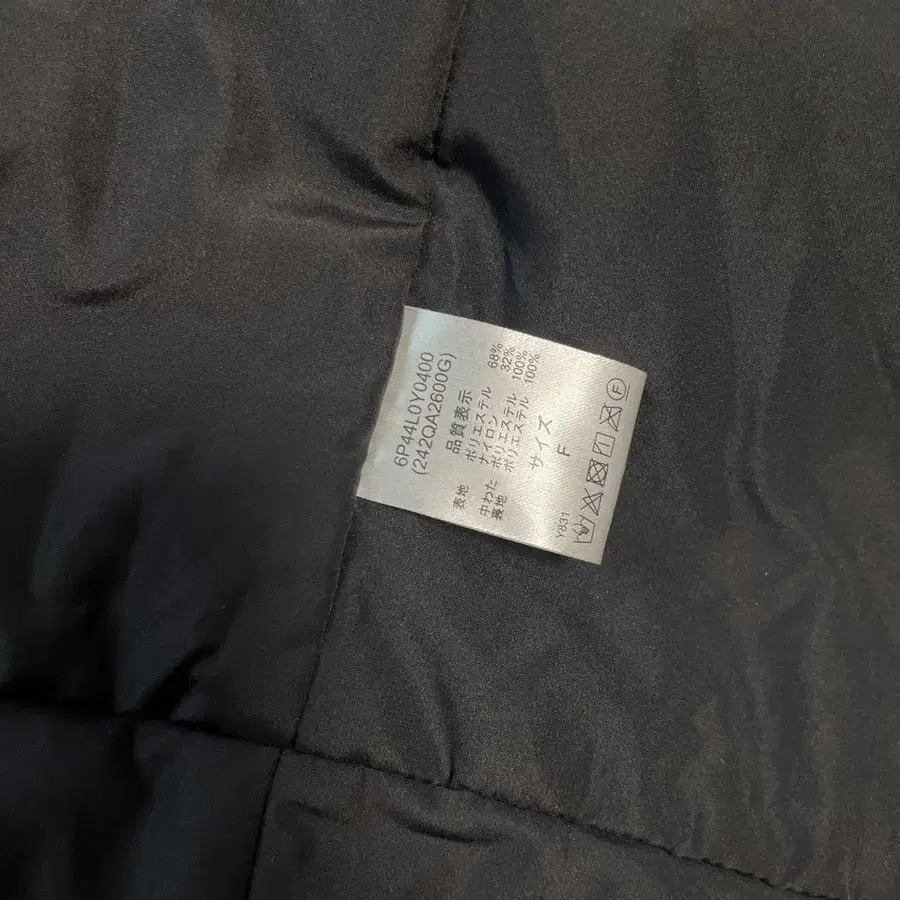 6P44L0Y0400
(242QA2600G)
品質表示
表地 ポリエステル 68%
ナイロン 32%
中わた ポリエステル 100%
裏地 ポリエステル 100%
サイズ
F
Y831
F